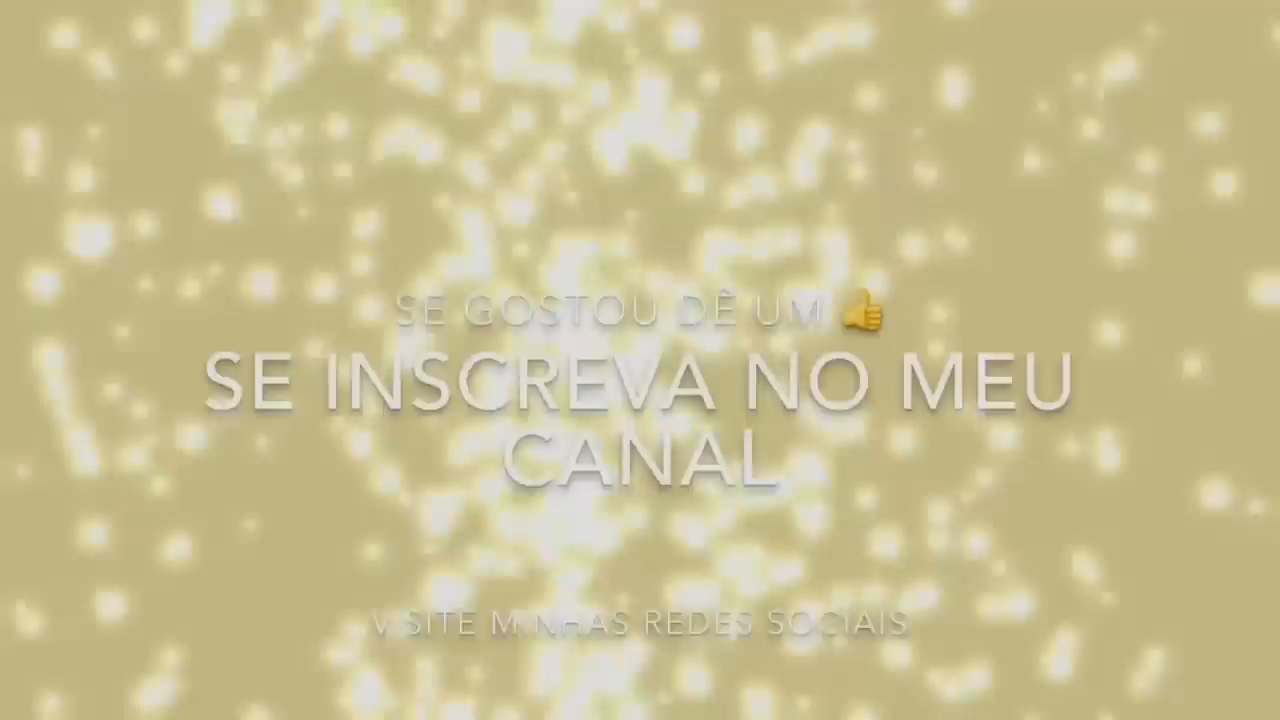 SE GOSTOU DÊ UM 👍
SE INSCREVA NO MEU
CANAL
VISITE MINHAS REDES SOCIAIS